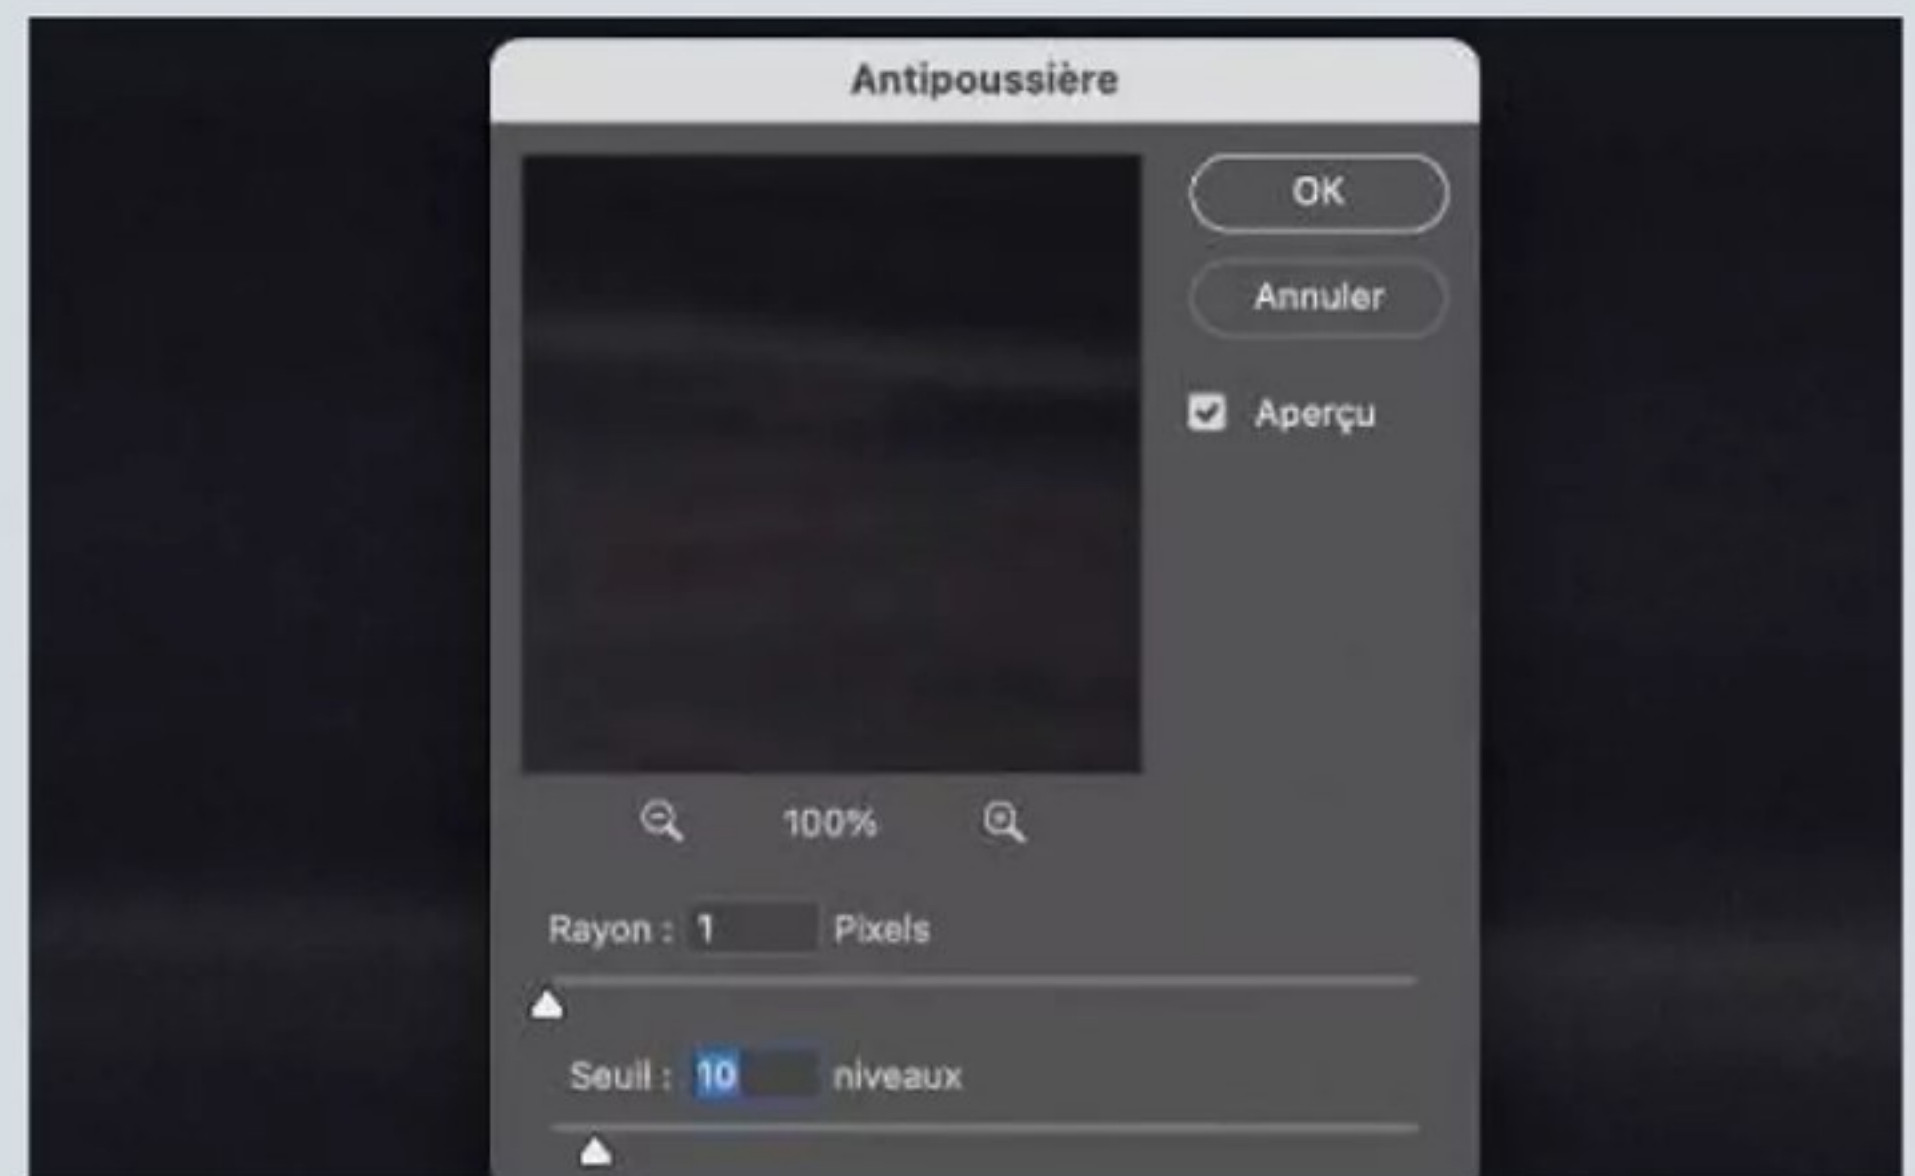 Antipoussière
OK
Annuler
Aperçu
100%
Rayon : 1 Pixels
Seuil : 10 niveaux